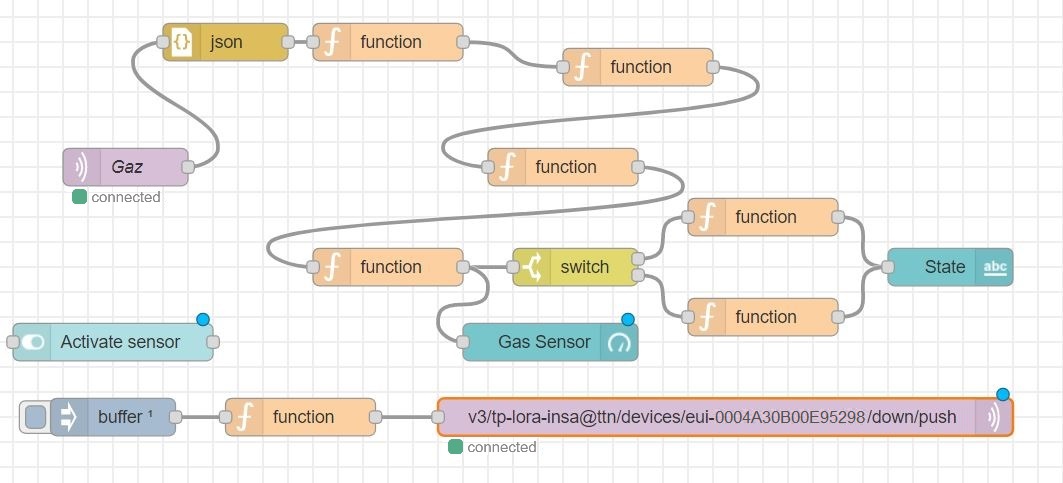 json
function
function
Gaz
connected
function
function
function
switch
State
abc
function
Activate sensor
Gas Sensor
buffer ¹
function
v3/tp-lora-insa@ttn/devices/eui-0004A30B00E95298/down/push
connected